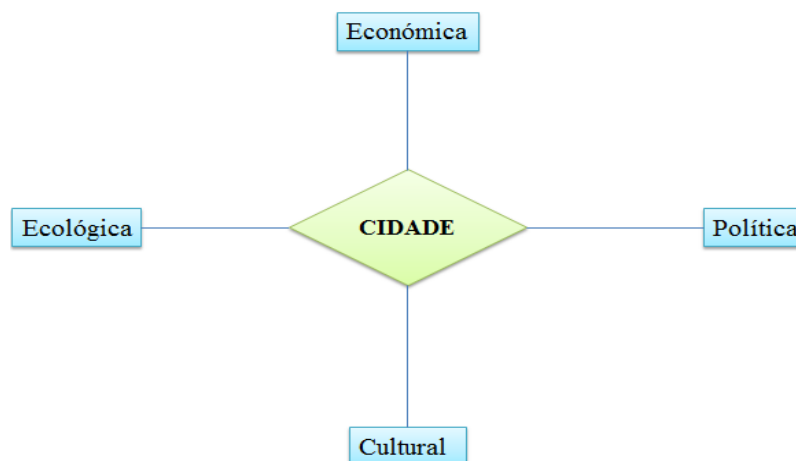 Económica
Ecológica
CIDADE
Política
Cultural